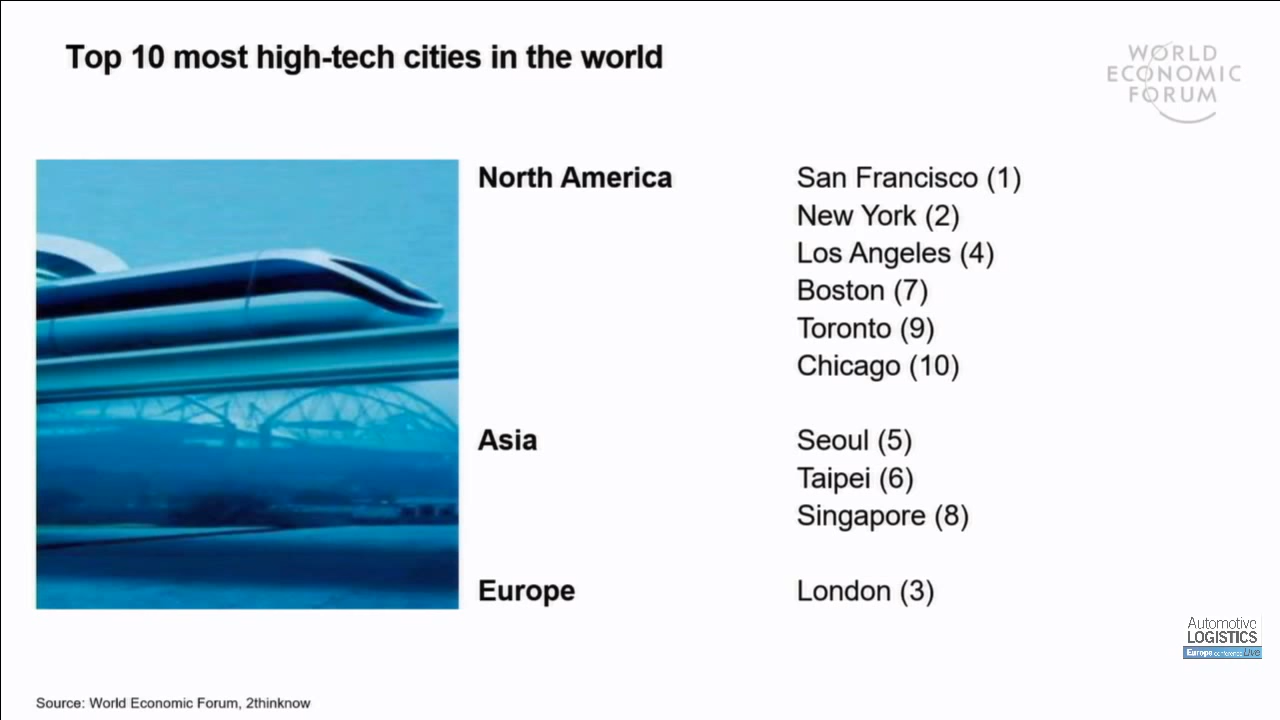 Top 10 most high-tech cities in the world
WORLD
ECONOMIC
FORUM
North America
San Francisco (1)
New York (2)
Los Angeles (4)
Boston (7)
Toronto (9)
Chicago (10)
Asia
Seoul (5)
Taipei (6)
Singapore (8)
Europe
London (3)
Automotive
LOGISTICS
Europe conference Live
Source: World Economic Forum, 2thinknow